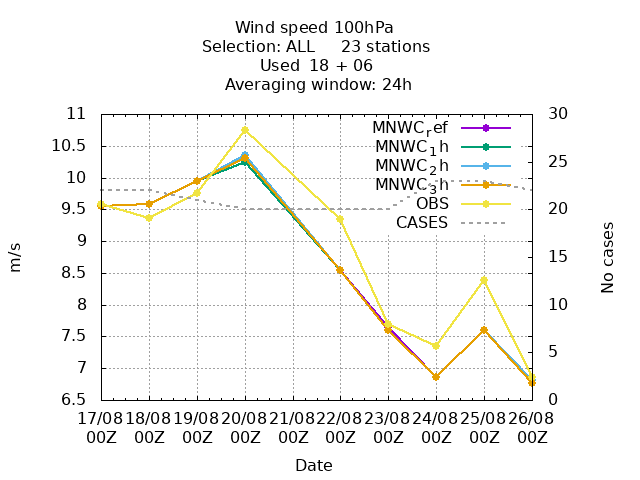 Wind speed 100hPa
Selection: ALL 23 stations
Used 18 + 06
Averaging window: 24h
11
10.5
10
9.5
9
8.5
8
7.5
7
6.5
m/s
30
25
20
15
10
5
0
No cases
MNWC_ref
MNWC_1h
MNWC_2h
MNWC_3h
OBS
CASES
17/08 18/08 19/08 20/08 21/08 22/08 23/08 24/08 25/08 26/08
00Z 00Z 00Z 00Z 00Z 00Z 00Z 00Z 00Z 00Z
Date